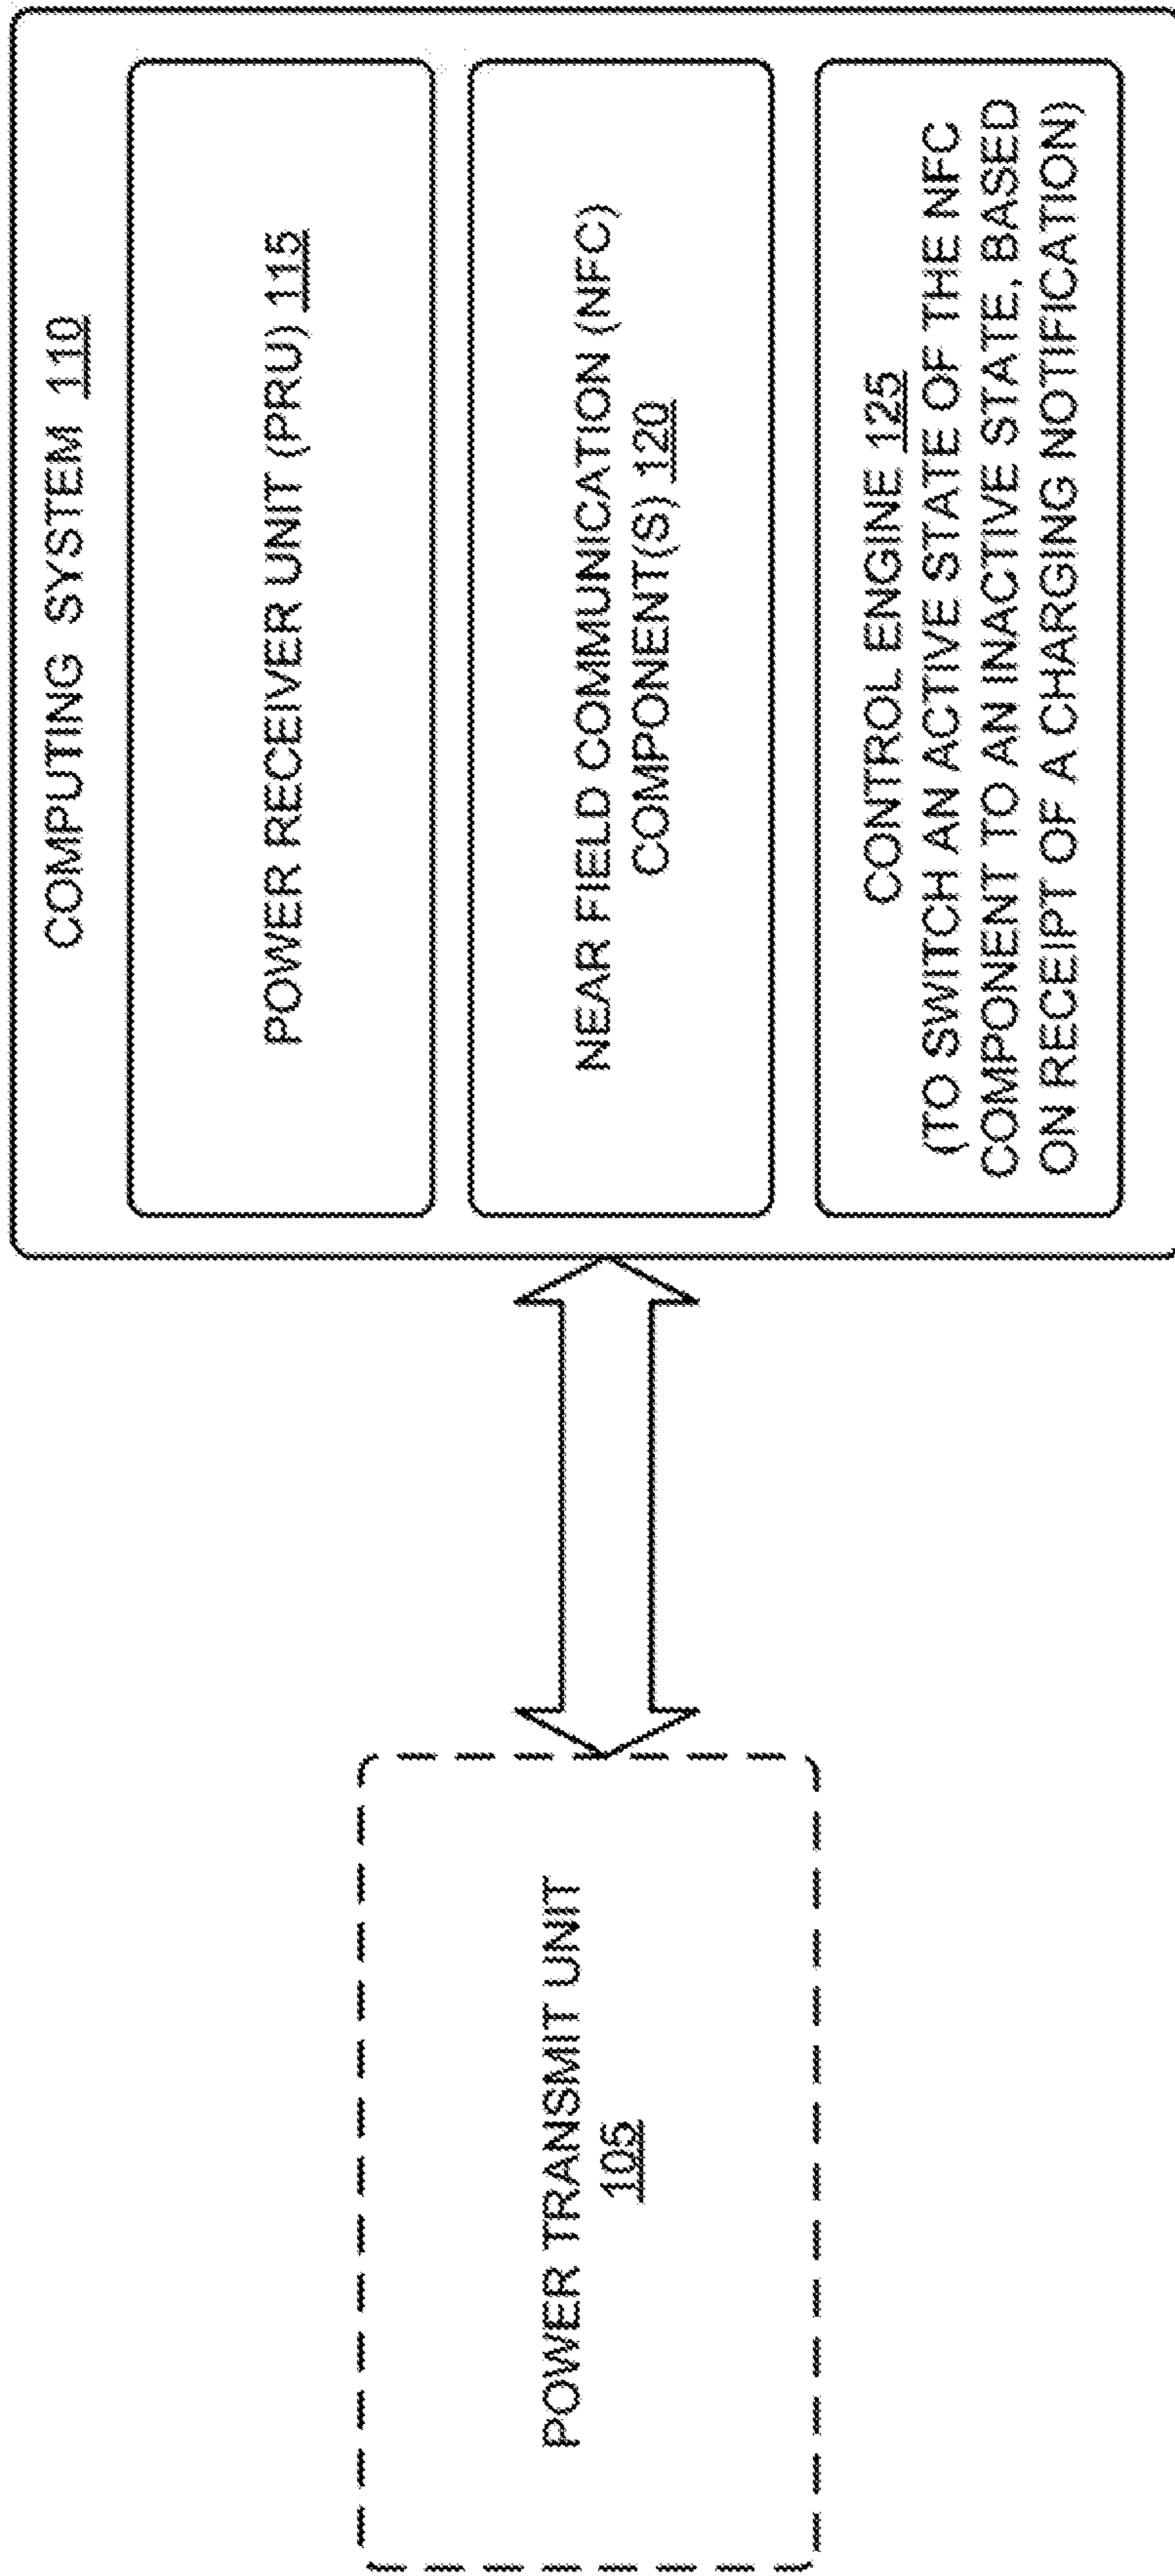 POWER TRANSMIT UNIT
105
COMPUTING SYSTEM 110
POWER RECEIVER UNIT (PRU) 115
NEAR FIELD COMMUNICATION (NFC)
COMPONENT(S) 120
CONTROL ENGINE 125
(TO SWITCH AN ACTIVE STATE OF THE NFC
COMPONENT TO AN INACTIVE STATE, BASED
ON RECEIPT OF A CHARGING NOTIFICATION)